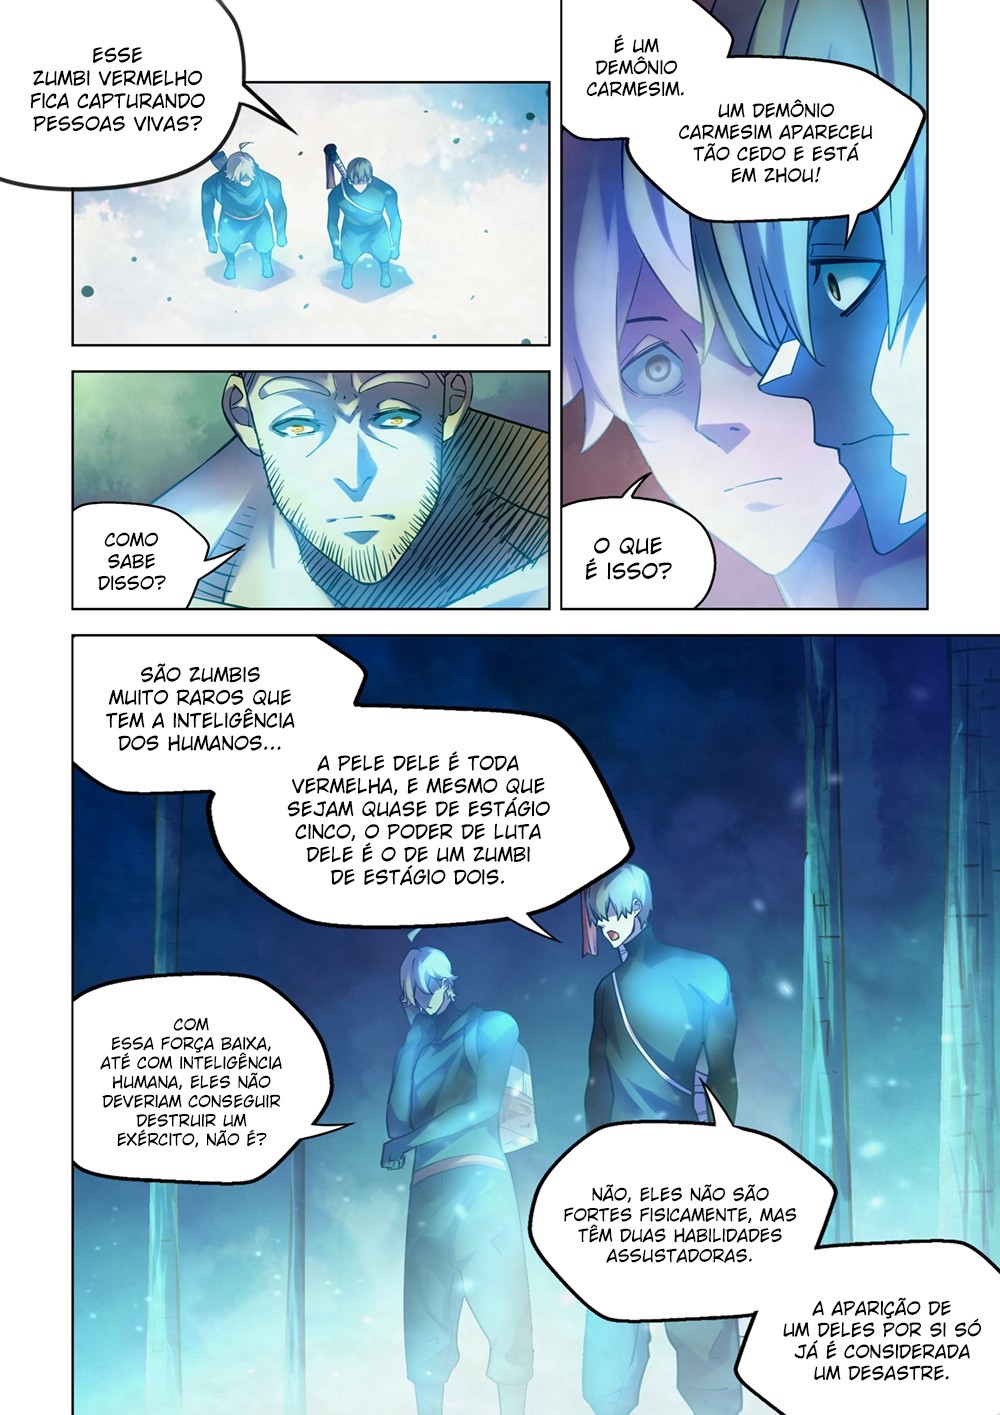 ESSE
ZUMBI VERMELHO
FICA CAPTURANDO
PESSOAS VIVAS?
É UM
DEMÔNIO
CARMESIM.
UM DEMÔNIO
CARMESIM APARECEU
TÃO CEDO E ESTÁ
EM ZHOU!
COMO
SABE
DISSO?
O QUE
É ISSO?
SÃO ZUMBIS
MUITO RAROS QUE
TEM A INTELIGÊNCIA
DOS HUMANOS...
A PELE DELE É TODA
VERMELHA, E MESMO QUE
SEJAM QUASE DE ESTÁGIO
CINCO, O PODER DE LUTA
DELE É O DE UM ZUMBI
DE ESTÁGIO DOIS.
COM
ESSA FORÇA BAIXA,
ATÉ COM INTELIGÊNCIA
HUMANA, ELES NÃO
DEVERIAM CONSEGUIR
DESTRUIR UM
EXÉRCITO, NÃO É?
NÃO, ELES NÃO SÃO
FORTES FISICAMENTE, MAS
TÊM DUAS HABILIDADES
ASSUSTADORAS.
A APARIÇÃO DE
UM DELES POR SI SÓ
JÁ É CONSIDERADA
UM DESASTRE.